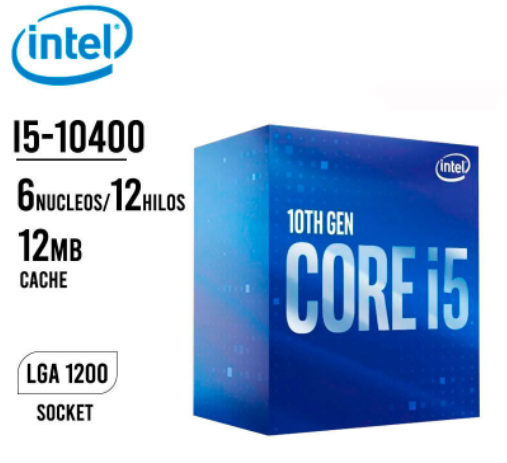 intel
I5-10400
6NUCLEOS/12HILOS
12MB
CACHE
LGA 1200
SOCKET
intel
10TH GEN
CORE i5